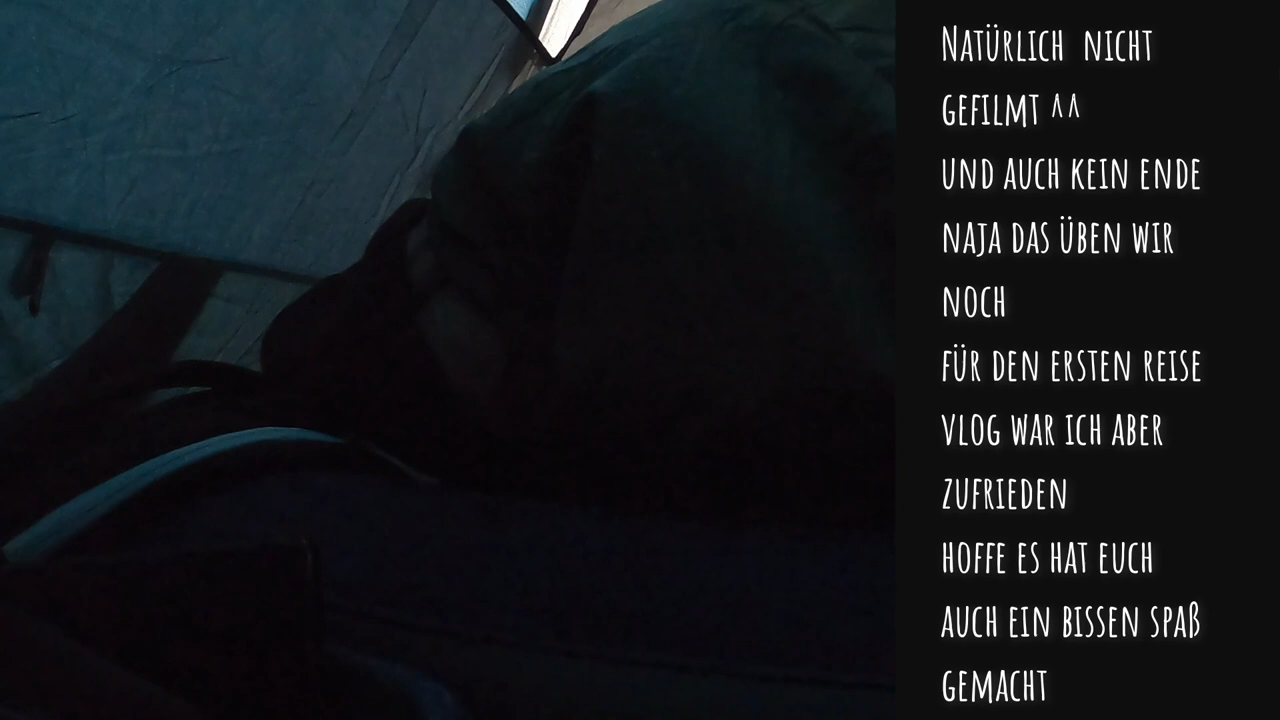 Natürlich nicht
gefilmt ^^
und auch kein ende
naja das üben wir
noch
für den ersten reise
vlog war ich aber
zufrieden
hoffe es hat euch
auch ein bissen spaß
gemacht